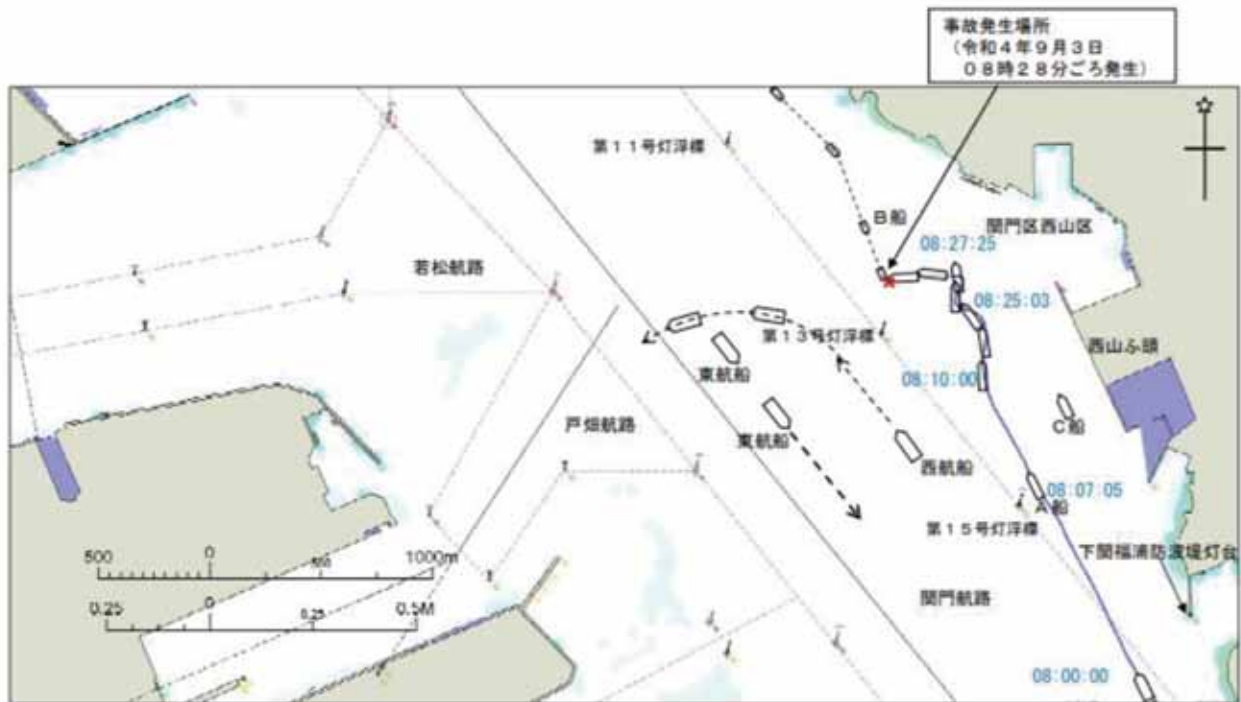 事故発生場所
（令和４年９月３日
０８時２８分ごろ発生）
第１１号灯浮標
Ｂ船
関門区西山区
08:27:25
若松航路
08:25:03
第１３号灯浮標
西山ふ頭
東航船
08:10:00
戸畑航路
東航船
Ｃ船
西航船
08:07:05
Ａ船
第１５号灯浮標
下関福浦防波堤灯台
500 0 500 1000m
関門航路
0.25 0 0.25 0.5M
08:00:00